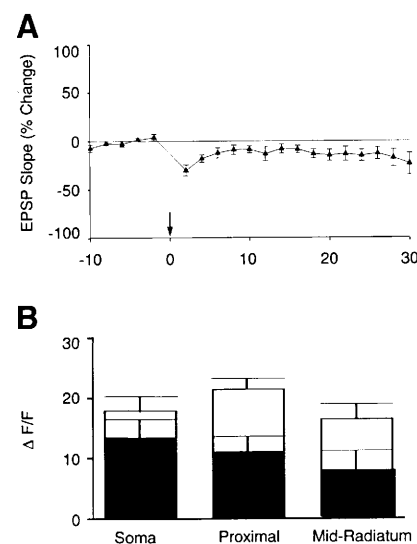 A
EPSP Slope (% Change)
100
50
0
-50
-100
-10
0
10
20
30
B
Δ F/F
30
20
10
0
Soma
Proximal
Mid-Radiatum